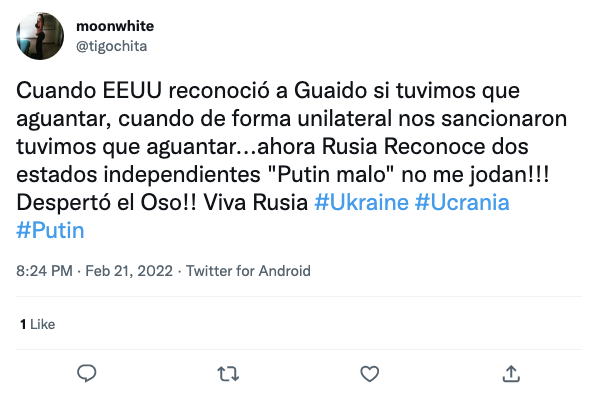 moonwhite
@tigochita
Cuando EEUU reconoció a Guaido si tuvimos que
aguantar, cuando de forma unilateral nos sancionaron
tuvimos que aguantar...ahora Rusia Reconoce dos
estados independientes "Putin malo" no me jodan!!!
Despertó el Oso!! Viva Rusia #Ukraine #Ucrania
#Putin
8:24 PM · Feb 21, 2022 · Twitter for Android
1 Like